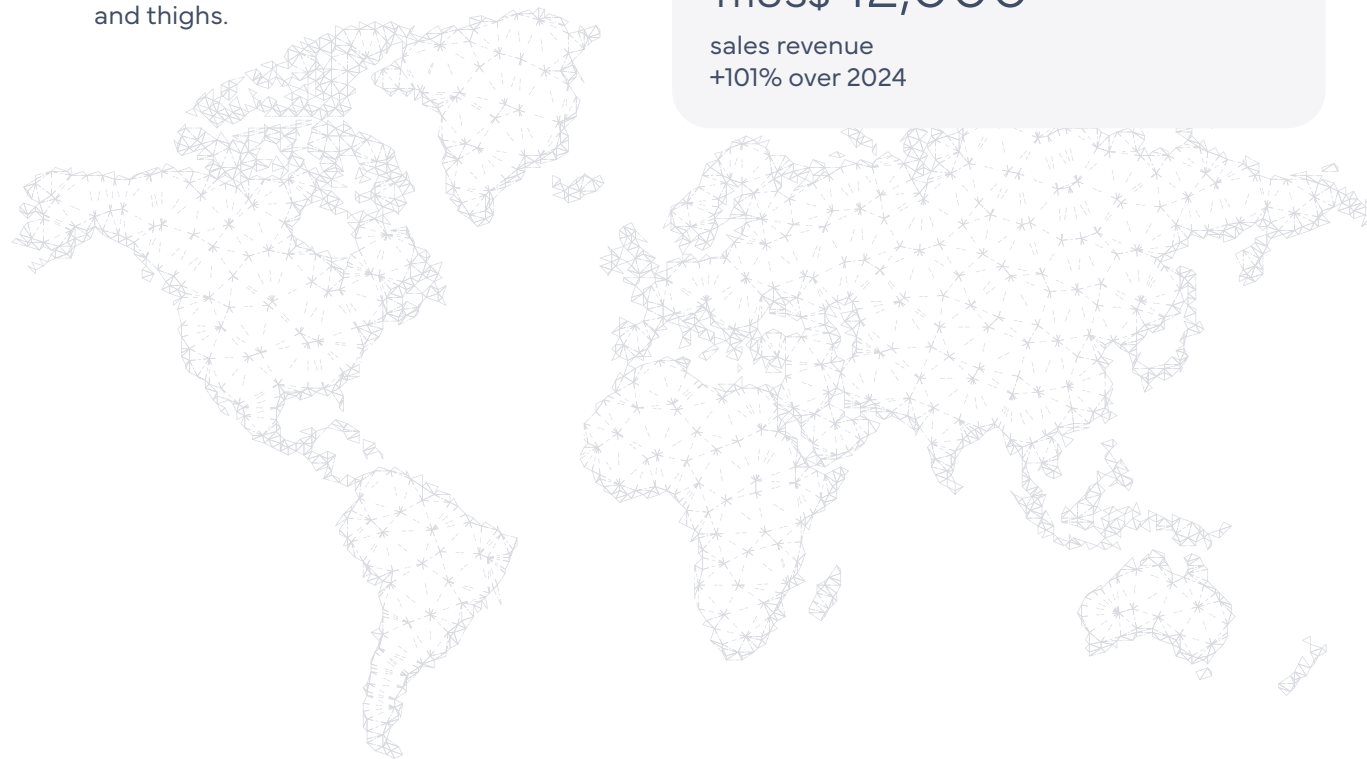 and thighs.
sales revenue
+101% over 2024